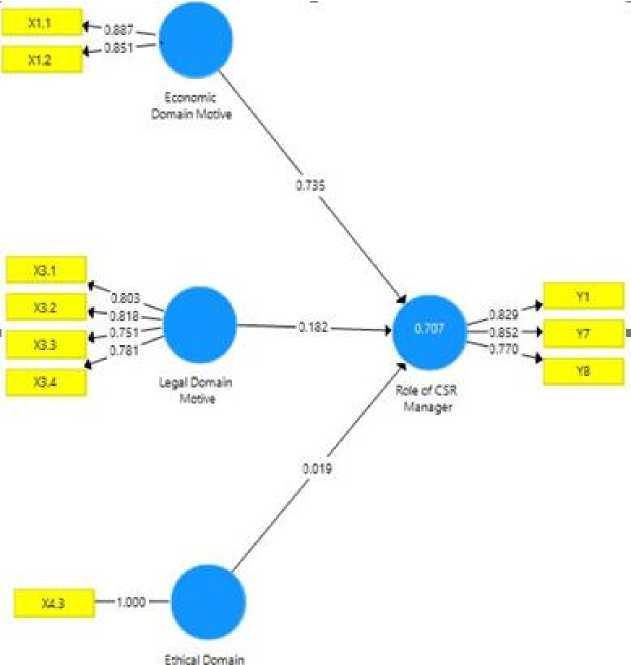 X1.1
0.887
0.851
X1.2
Economic
Domain Motive
0.735
X3.1
0.803
X3.2
0.818
X3.3
0.751
0.781
X3.4
Legal Domain
Motive
0.182
0.707
Role of CSR
Manager
0.829
0.852
0.770
Y1
Y7
Y8
0.019
X4.3
1.000
Ethical Domain